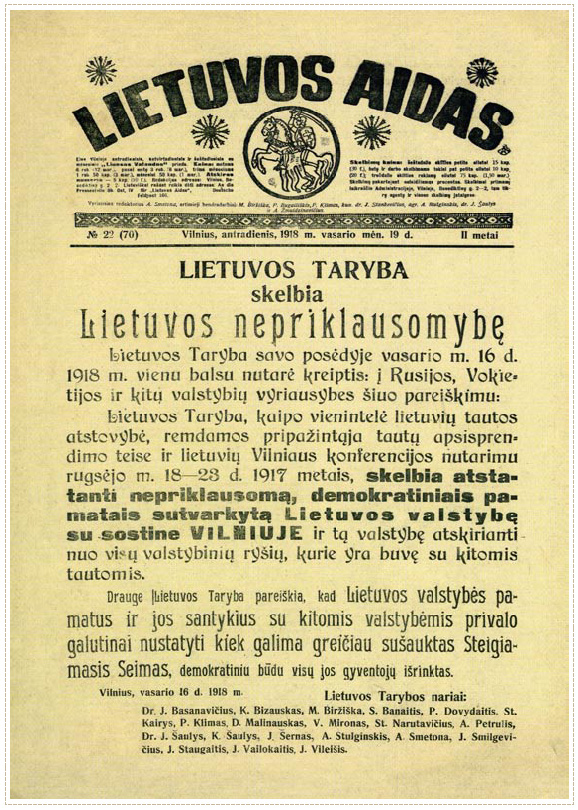 LIETUVOS AIDAS
№ 22 (70)
Vilnius, antradienis, 1918 m. vasario mėn. 19 d.
II metai
LIETUVOS TARYBA
skelbia
Lietuvos nepriklausomybę
Lietuvos Taryba savo posėdyje vasario m. 16 d.
1918 m. vienu balsu nutarė kreiptis: į Rusijos, Vokie-
tijos ir kitų valstybių vyriausybes šiuo pareiškimu:
Lietuvos Taryba, kaipo vienintelė lietuvių tautos
atstovybė, remdamos pripažintąja tautų apsispren-
dimo teise ir lietuvių Vilniaus konferencijos nutarimu
rugsėjo m. 18—23 d. 1917 metais, skelbia atsta-
tanti nepriklausomą, demokratiniais pa-
matais sutvarkytą Lietuvos valstybę
su sostine VILNIUJE ir tą valstybę atskirianti
nuo visų valstybinių ryšių, kurie yra buvę su kitomis
tautomis.
Drauge Lietuvos Taryba pareiškia, kad Lietuvos valstybės pa-
matus ir jos santykius su kitomis valstybėmis privalo
galutinai nustatyti kiek galima greičiau sušauktas Steigia-
masis Seimas, demokratiniu būdu visų jos gyventojų išrinktas.
Vilnius, vasario 16 d. 1918 m.
Lietuvos Tarybos nariai:
Dr. J. Basanavičius, K. Bizauskas, M. Biržiška, S. Banaitis, P. Dovydaitis, St.
Kairys, P. Klimas, D. Malinauskas, V. Mironas, St. Narutavičius, A. Petrulis,
Dr. J. Šaulys, K. Šaulys, J. Šernas, A. Stulginskis, A. Smetona, J. Smilgevi-
čius, J. Staugaitis, J. Vailokaitis, J. Vileišis.